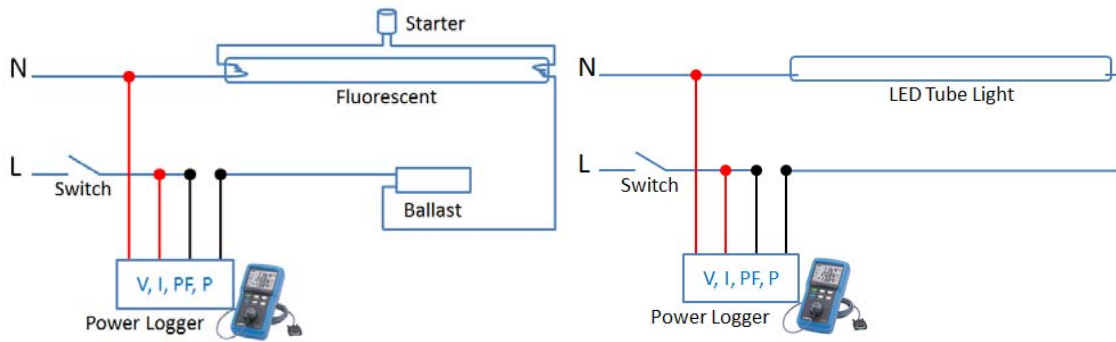 Starter
N
Fluorescent
L
Switch
Ballast
V, I, PF, P
Power Logger
N
LED Tube Light
L
Switch
V, I, PF, P
Power Logger